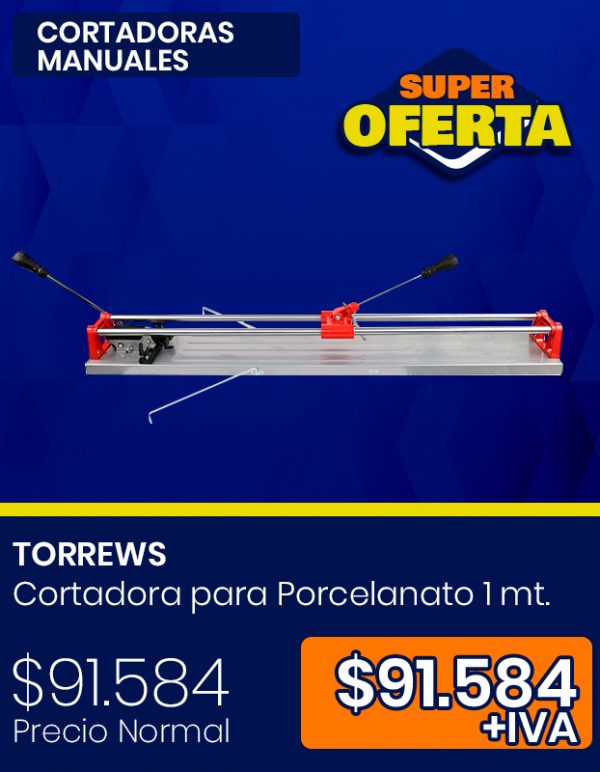 CORTADORAS
MANUALES
SUPER
OFERTA
TORREWS
Cortadora para Porcelanato 1 mt.
$91.584
Precio Normal
$91.584
+IVA